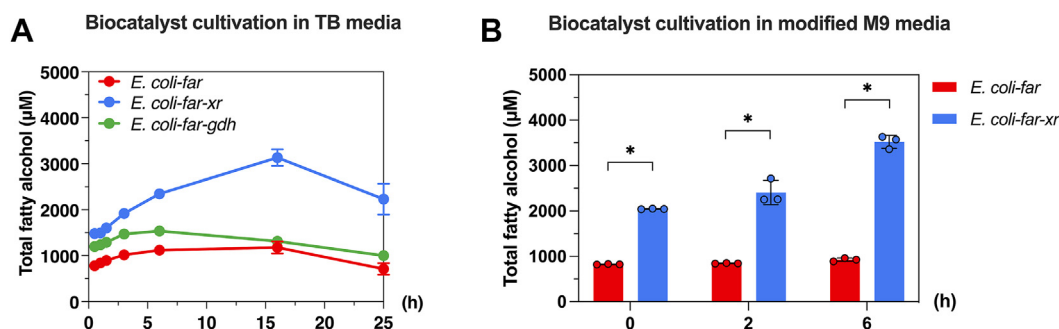 A
Biocatalyst cultivation in TB media
Total fatty alcohol (µM)
5000
4000
3000
2000
1000
0
E. coli-far
E. coli-far-xr
E. coli-far-gdh
0 5 10 15 20 25 (h)
B
Biocatalyst cultivation in modified M9 media
Total fatty alcohol (µM)
5000
4000
3000
2000
1000
0
*
*
*
E. coli-far
E. coli-far-xr
0 2 6 (h)